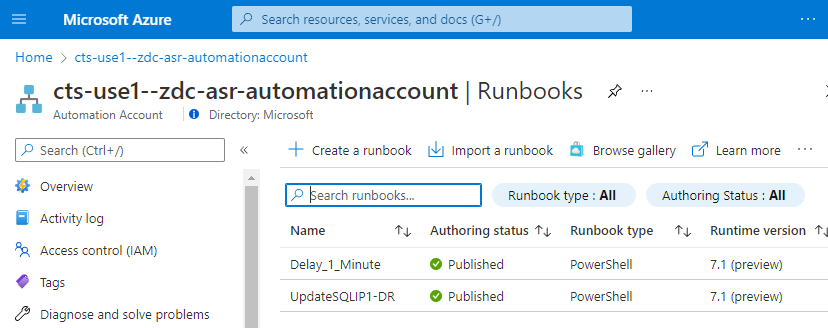 Microsoft Azure
Search resources, services, and docs (G+/)
Home > cts-use1--zdc-asr-automationaccount
cts-use1--zdc-asr-automationaccount | Runbooks
Automation Account
Directory: Microsoft
Search (Ctrl+/)
Overview
Activity log
Access control (IAM)
Tags
Diagnose and solve problems
Create a runbook
Import a runbook
Browse gallery
Learn more
Search runbooks...
Runbook type : All
Authoring Status : All
Name Authoring status Runbook type Runtime version
Delay_1_Minute Published PowerShell 7.1 (preview)
UpdateSQLIP1-DR Published PowerShell 7.1 (preview)